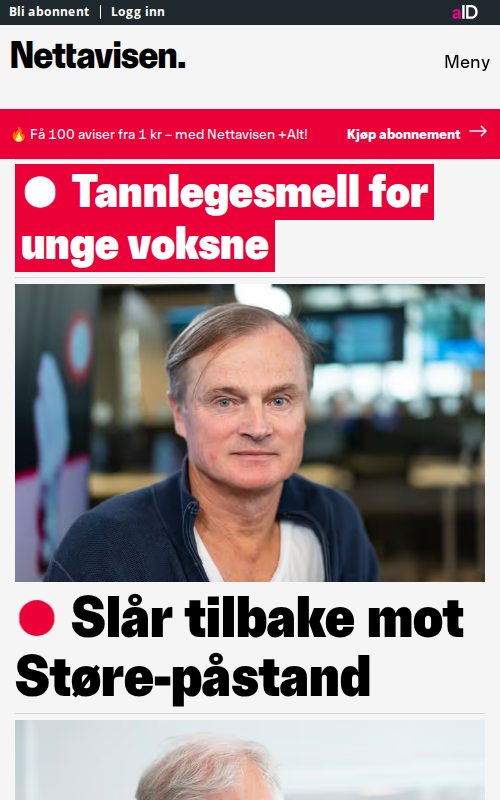 Bli abonnent | Logg inn
aID
Nettavisen.
Meny
🔥 Få 100 aviser fra 1 kr – med Nettavisen +Alt!
Kjøp abonnement →
Tannlegesmell for
unge voksne
Slår tilbake mot
Støre-påstand